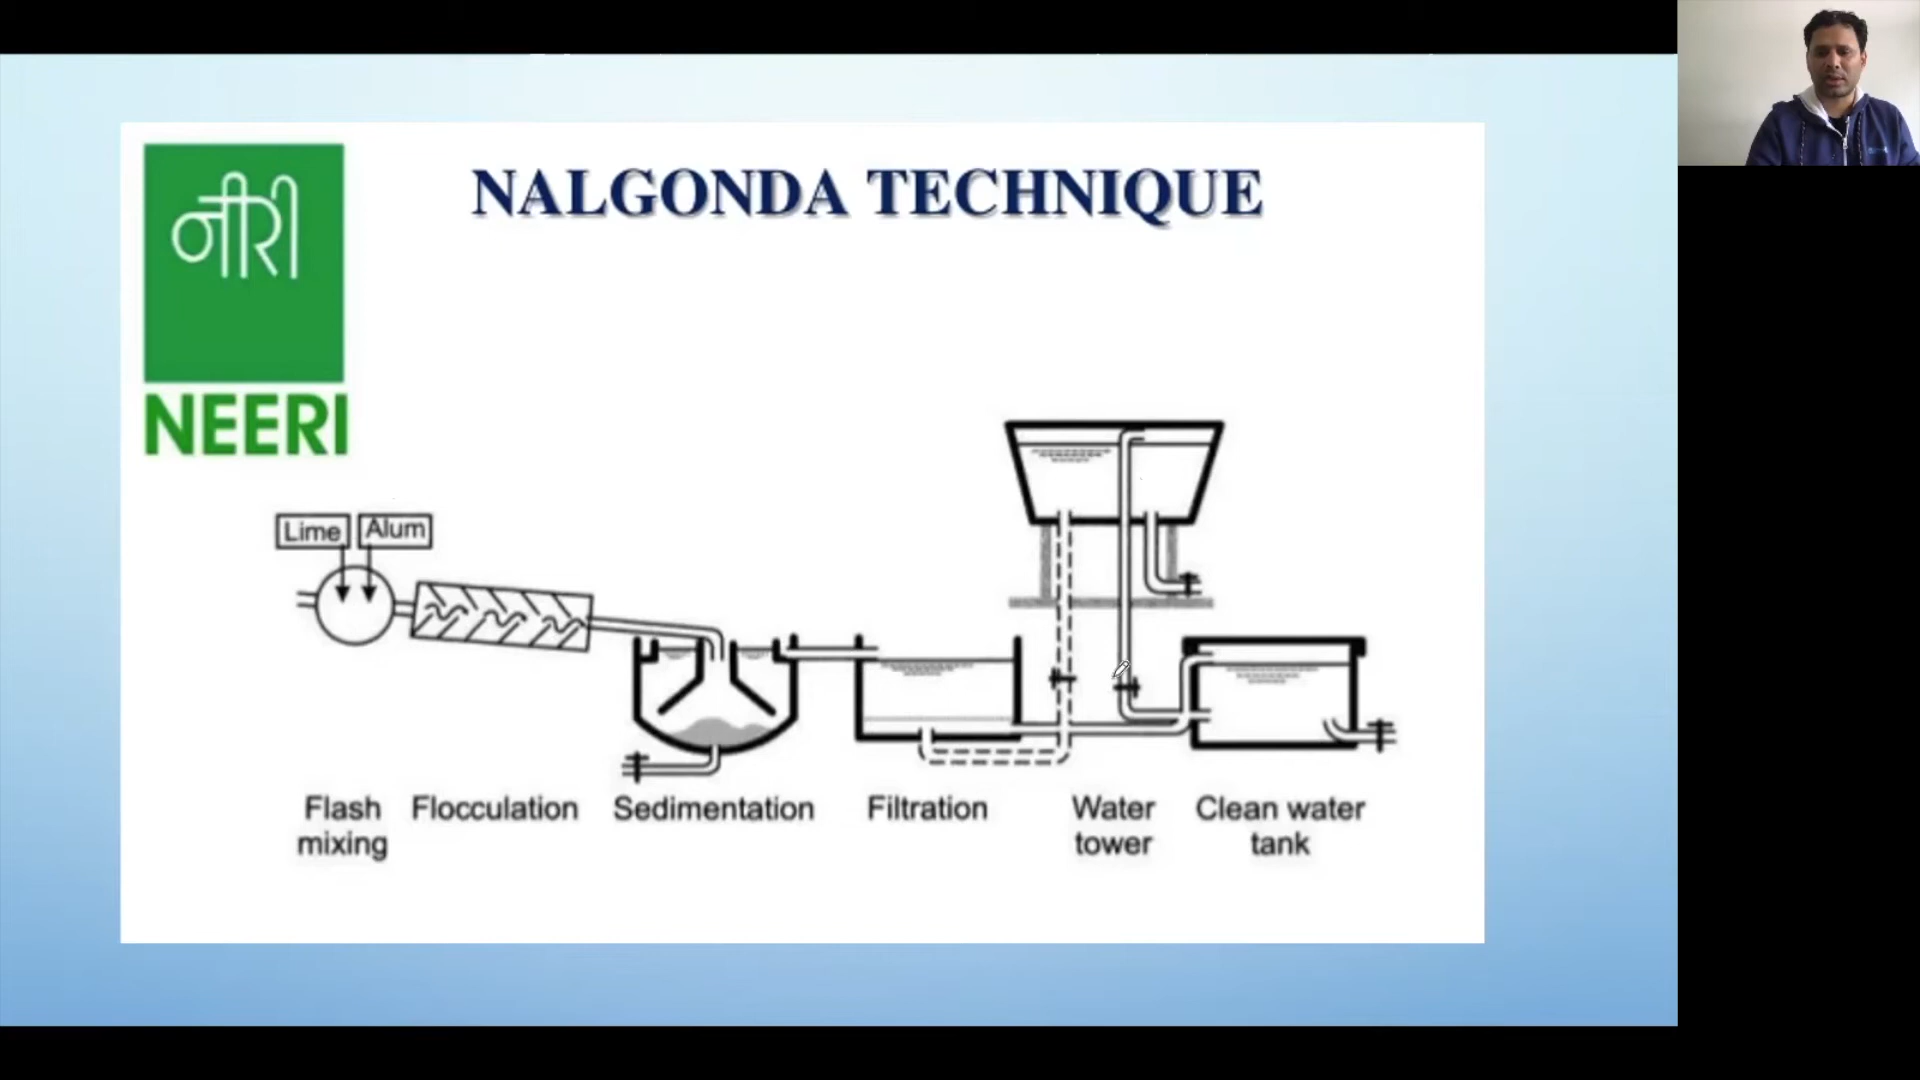 नीरी
NEERI
NALGONDA TECHNIQUE
Lime
Alum
Flash
mixing
Flocculation
Sedimentation
Filtration
Water
tower
Clean water
tank